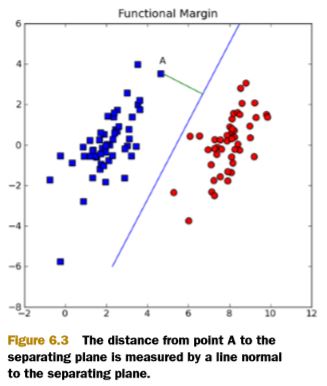 Functional Margin
6
4
2
0
−2
−4
−6
−8
A
−2 0 2 4 6 8 10 12
Figure 6.3 The distance from point A to the
separating plane is measured by a line normal
to the separating plane.